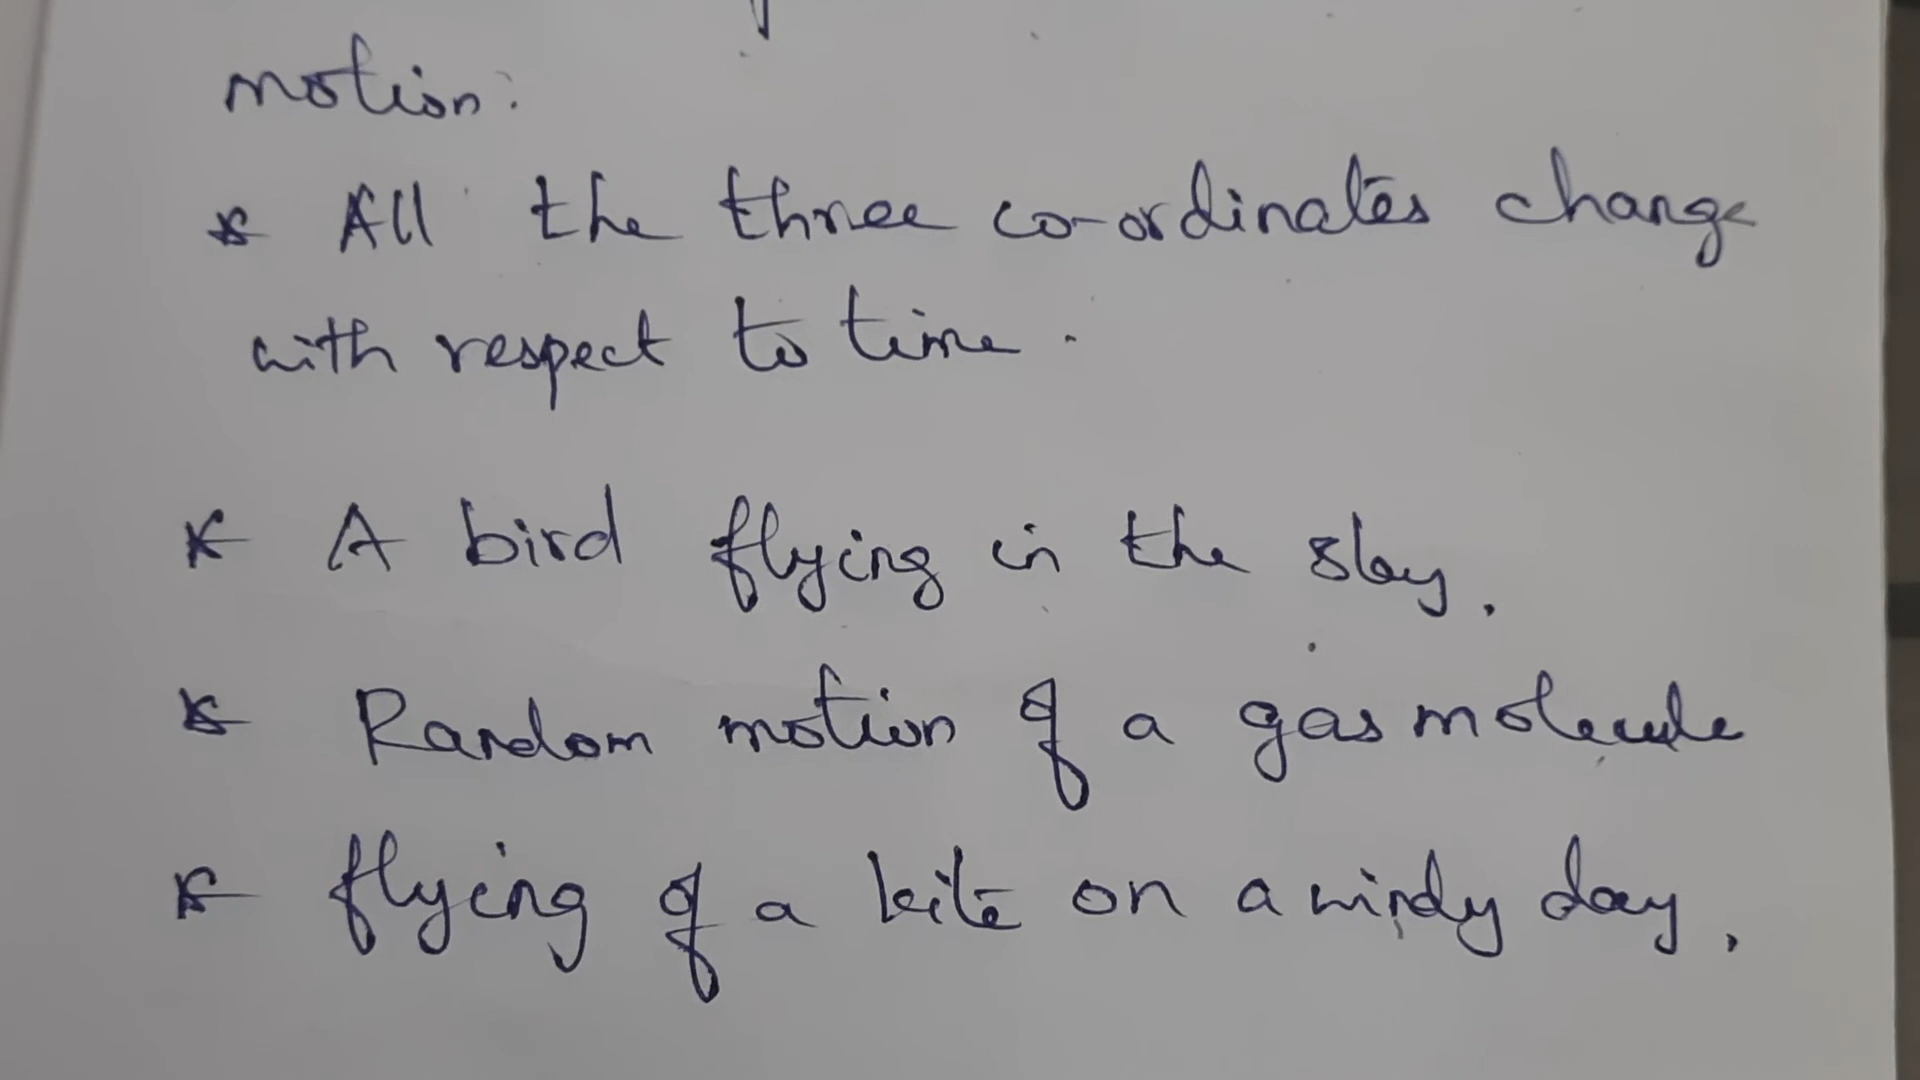 motion:
* All the three co-ordinates change
with respect to time.
* A bird flying in the sky.
* Random motion of a gas molecule
* flying of a kite on a windy day.